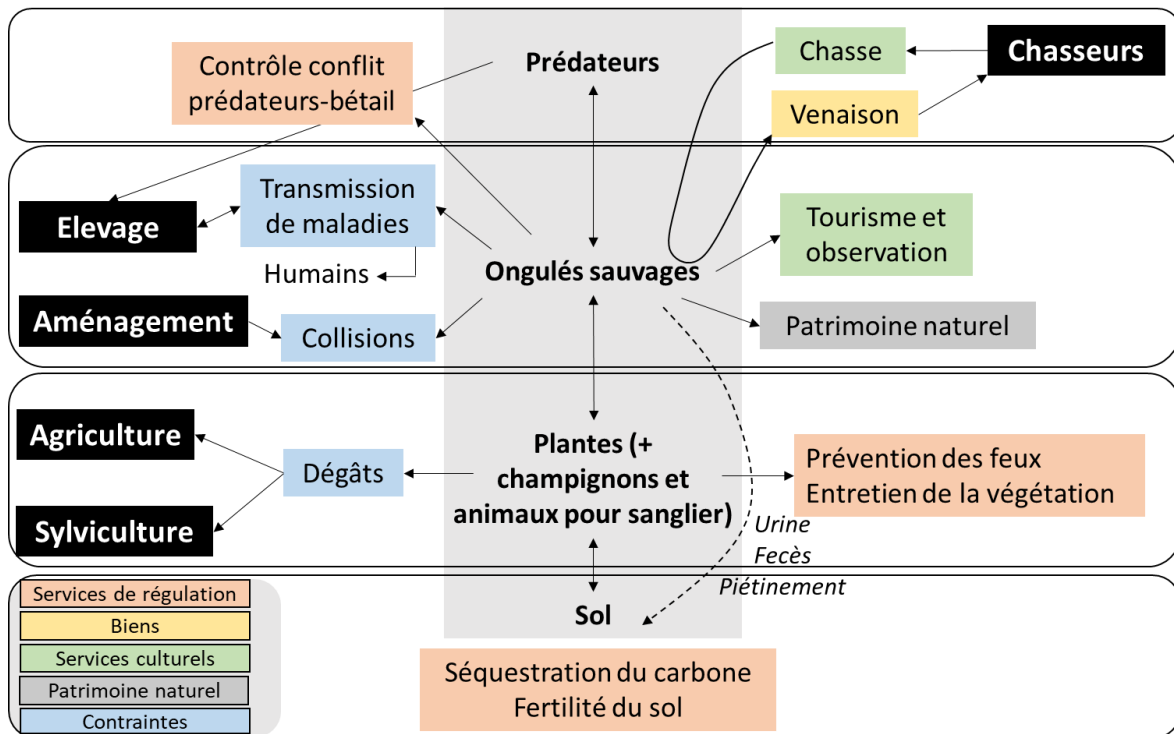 Contrôle conflit
prédateurs-bétail
Prédateurs
Chasse
Chasseurs
Venaison
Elevage
Transmission
de maladies
Humains
Ongulés sauvages
Tourisme et
observation
Aménagement
Collisions
Patrimoine naturel
Agriculture
Sylviculture
Dégâts
Plantes (+
champignons et
animaux pour sanglier)
Prévention des feux
Entretien de la végétation
Urine
Fecès
Piétinement
Sol
Séquestration du carbone
Fertilité du sol
Services de régulation
Biens
Services culturels
Patrimoine naturel
Contraintes